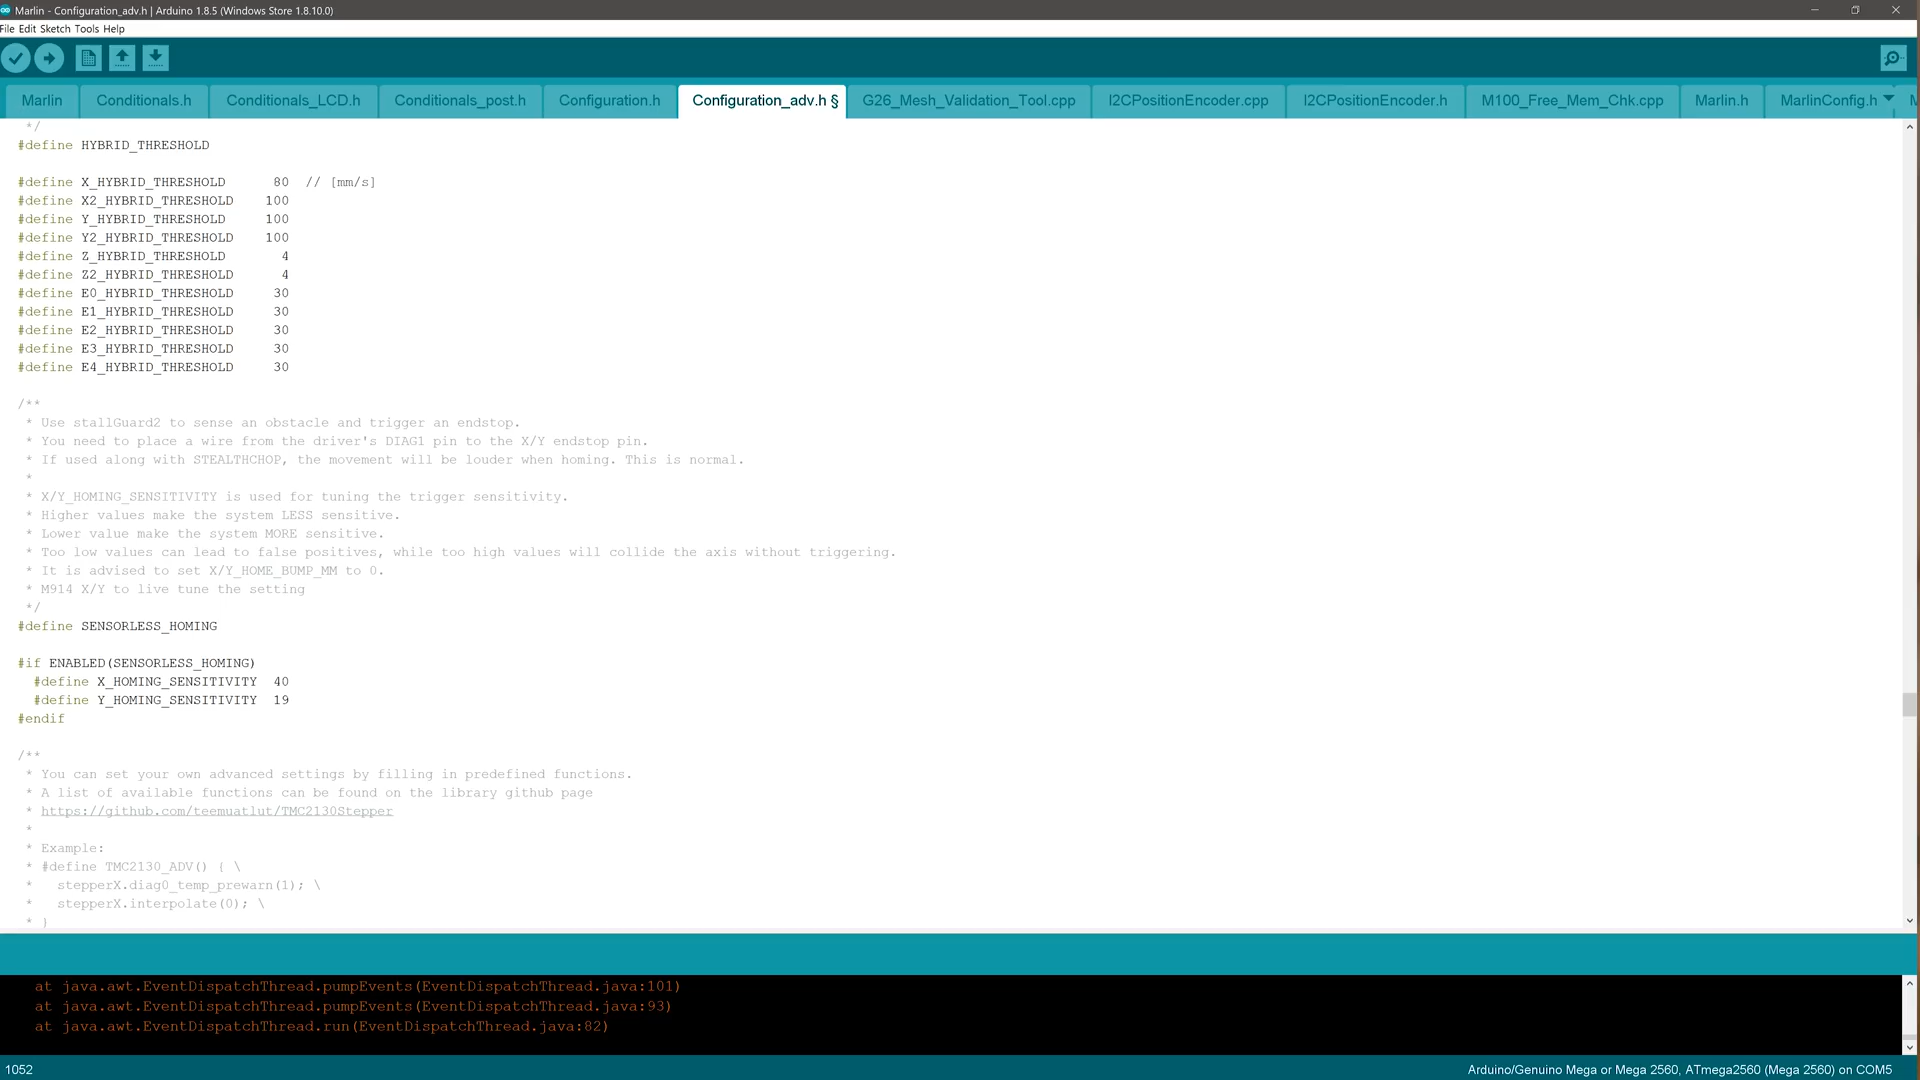 Marlin - Configuration_adv.h | Arduino 1.8.5 (Windows Store 1.8.10.0)
File Edit Sketch Tools Help
Marlin Conditionals.h Conditionals_LCD.h Conditionals_post.h Configuration.h Configuration_adv.h § G26_Mesh_Validation_Tool.cpp I2CPositionEncoder.cpp I2CPositionEncoder.h M100_Free_Mem_Chk.cpp Marlin.h MarlinConfig.h
*/
#define HYBRID_THRESHOLD
#define X_HYBRID_THRESHOLD 80 // [mm/s]
#define X2_HYBRID_THRESHOLD 100
#define Y_HYBRID_THRESHOLD 100
#define Y2_HYBRID_THRESHOLD 100
#define Z_HYBRID_THRESHOLD 4
#define Z2_HYBRID_THRESHOLD 4
#define E0_HYBRID_THRESHOLD 30
#define E1_HYBRID_THRESHOLD 30
#define E2_HYBRID_THRESHOLD 30
#define E3_HYBRID_THRESHOLD 30
#define E4_HYBRID_THRESHOLD 30
/**
* Use stallGuard2 to sense an obstacle and trigger an endstop.
* You need to place a wire from the driver's DIAG1 pin to the X/Y endstop pin.
* If used along with STEALTHCHOP, the movement will be louder when homing. This is normal.
*
* X/Y_HOMING_SENSITIVITY is used for tuning the trigger sensitivity.
* Higher values make the system LESS sensitive.
* Lower value make the system MORE sensitive.
* Too low values can lead to false positives, while too high values will collide the axis without triggering.
* It is advised to set X/Y_HOME_BUMP_MM to 0.
* M914 X/Y to live tune the setting
*/
#define SENSORLESS_HOMING
#if ENABLED(SENSORLESS_HOMING)
#define X_HOMING_SENSITIVITY 40
#define Y_HOMING_SENSITIVITY 19
#endif
/**
* You can set your own advanced settings by filling in predefined functions.
* A list of available functions can be found on the library github page
* https://github.com/teemuatlut/TMC2130Stepper
*
* Example:
* #define TMC2130_ADV() { \
* stepperX.diag0_temp_prewarn(1); \
* stepperX.interpolate(0); \
* }
at java.awt.EventDispatchThread.pumpEvents(EventDispatchThread.java:101)
at java.awt.EventDispatchThread.pumpEvents(EventDispatchThread.java:93)
at java.awt.EventDispatchThread.run(EventDispatchThread.java:82)
1052
Arduino/Genuino Mega or Mega 2560, ATmega2560 (Mega 2560) on COM5